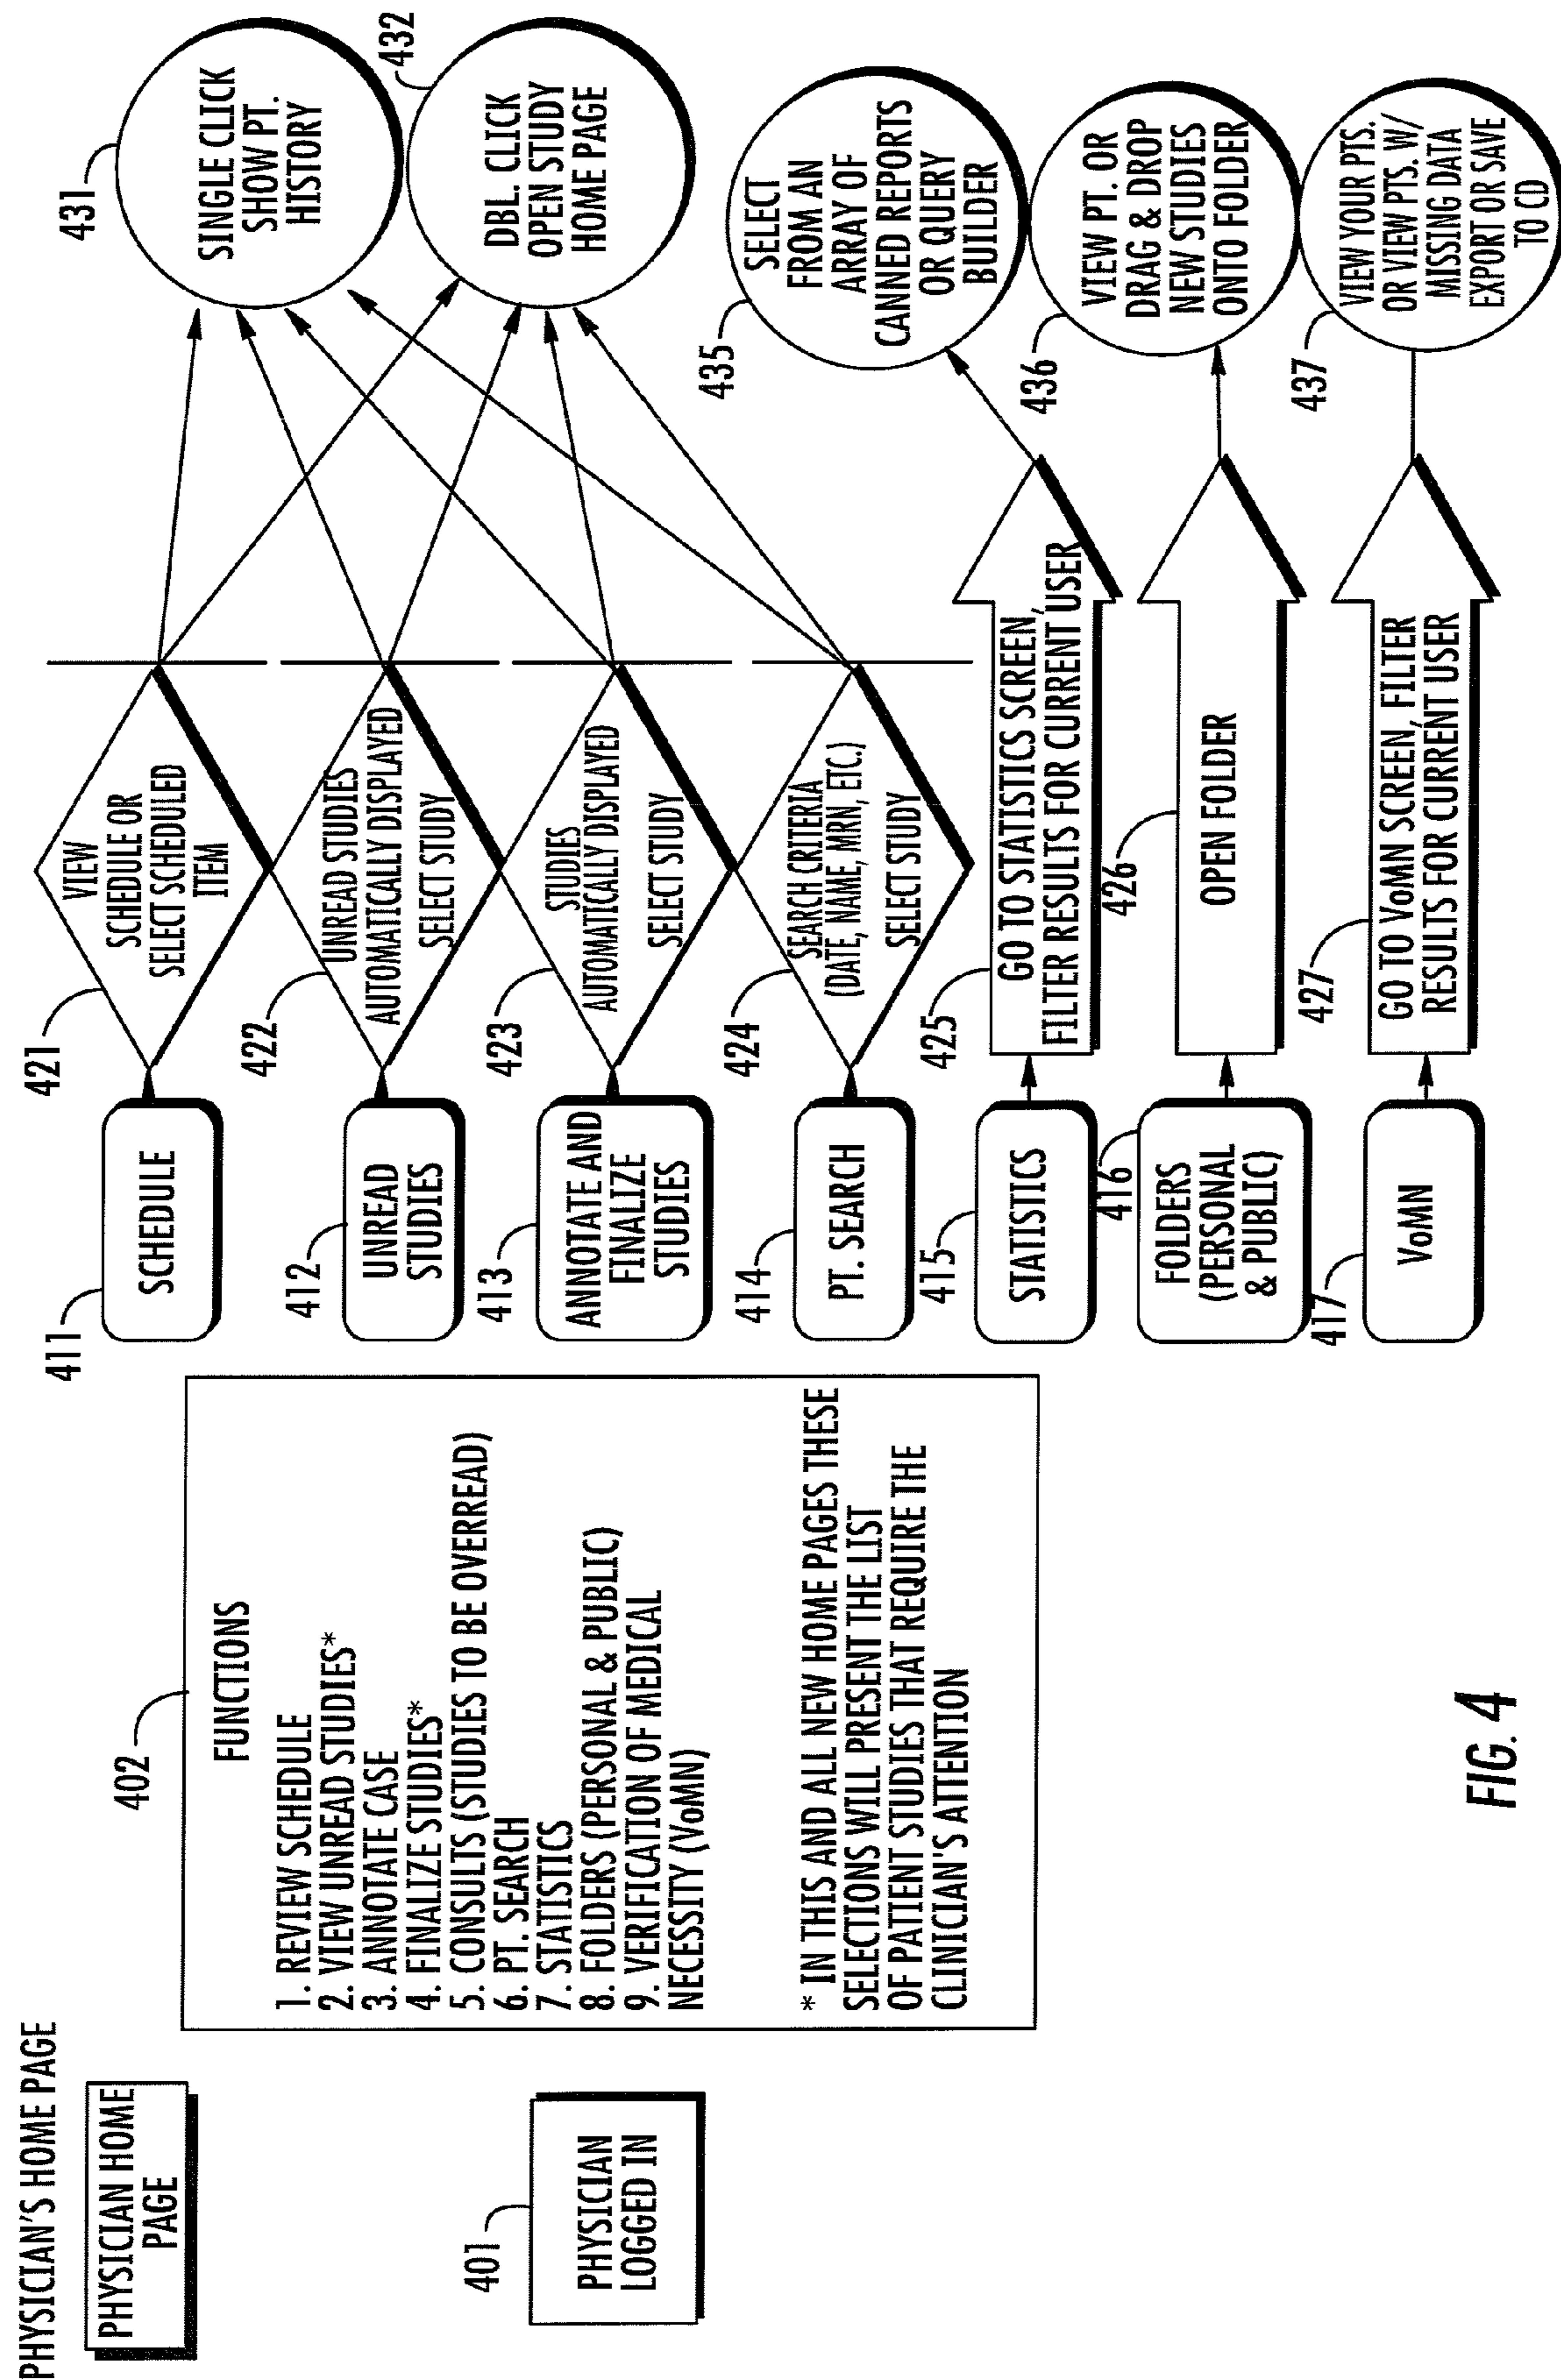 PHYSICIAN'S HOME PAGE
PHYSICIAN HOME
PAGE
401
PHYSICIAN
LOGGED IN
402
FUNCTIONS
1. REVIEW SCHEDULE
2. VIEW UNREAD STUDIES*
3. ANNOTATE CASE
4. FINALIZE STUDIES*
5. CONSULTS (STUDIES TO BE OVERREAD)
6. PT. SEARCH
7. STATISTICS
8. FOLDERS (PERSONAL & PUBLIC)
9. VERIFICATION OF MEDICAL
NECESSITY (VoMN)
* IN THIS AND ALL NEW HOME PAGES THESE
SELECTIONS WILL PRESENT THE LIST
OF PATIENT STUDIES THAT REQUIRE THE
CLINICIAN'S ATTENTION
411
SCHEDULE
412
UNREAD
STUDIES
413
ANNOTATE AND
FINALIZE
STUDIES
414
PT. SEARCH
415
STATISTICS
416
FOLDERS
(PERSONAL
& PUBLIC)
417
VoMN
421
VIEW
SCHEDULE OR
SELECT SCHEDULED
ITEM
422
UNREAD STUDIES
AUTOMATICALLY DISPLAYED
SELECT STUDY
423
STUDIES
AUTOMATICALLY DISPLAYED
SELECT STUDY
424
SEARCH CRITERIA
(DATE, NAME, MRN, ETC.)
SELECT STUDY
425
GO TO STATISTICS SCREEN,
FILTER RESULTS FOR CURRENT USER
426
OPEN FOLDER
427
GO TO VoMN SCREEN, FILTER
RESULTS FOR CURRENT USER
431
SINGLE CLICK
SHOW PT.
HISTORY
432
DBL. CLICK
OPEN STUDY
HOME PAGE
435
SELECT
FROM AN
ARRAY OF
CANNED REPORTS
OR QUERY
BUILDER
436
VIEW PT. OR
DRAG & DROP
NEW STUDIES
ONTO FOLDER
437
VIEW YOUR PTS.
OR VIEW PTS. W/
MISSING DATA
EXPORT OR SAVE
TO CD
FIG. 4